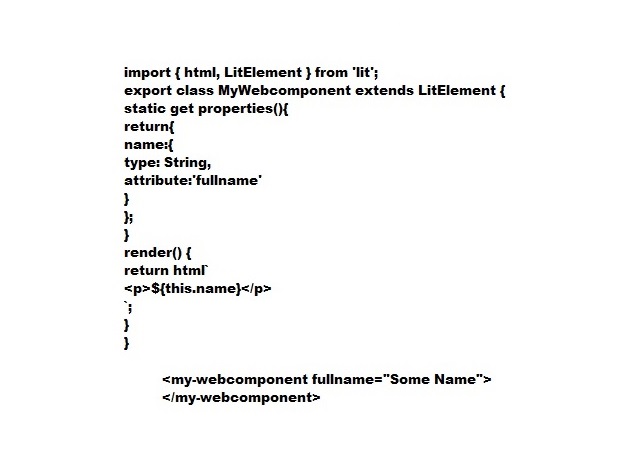 import { html, LitElement } from 'lit';
export class MyWebcomponent extends LitElement {
static get properties(){
return{
name:{
type: String,
attribute:'fullname'
}
};
}
render() {
return html`
<p>${this.name}</p>
`;
}
}
<my-webcomponent fullname="Some Name">
</my-webcomponent>